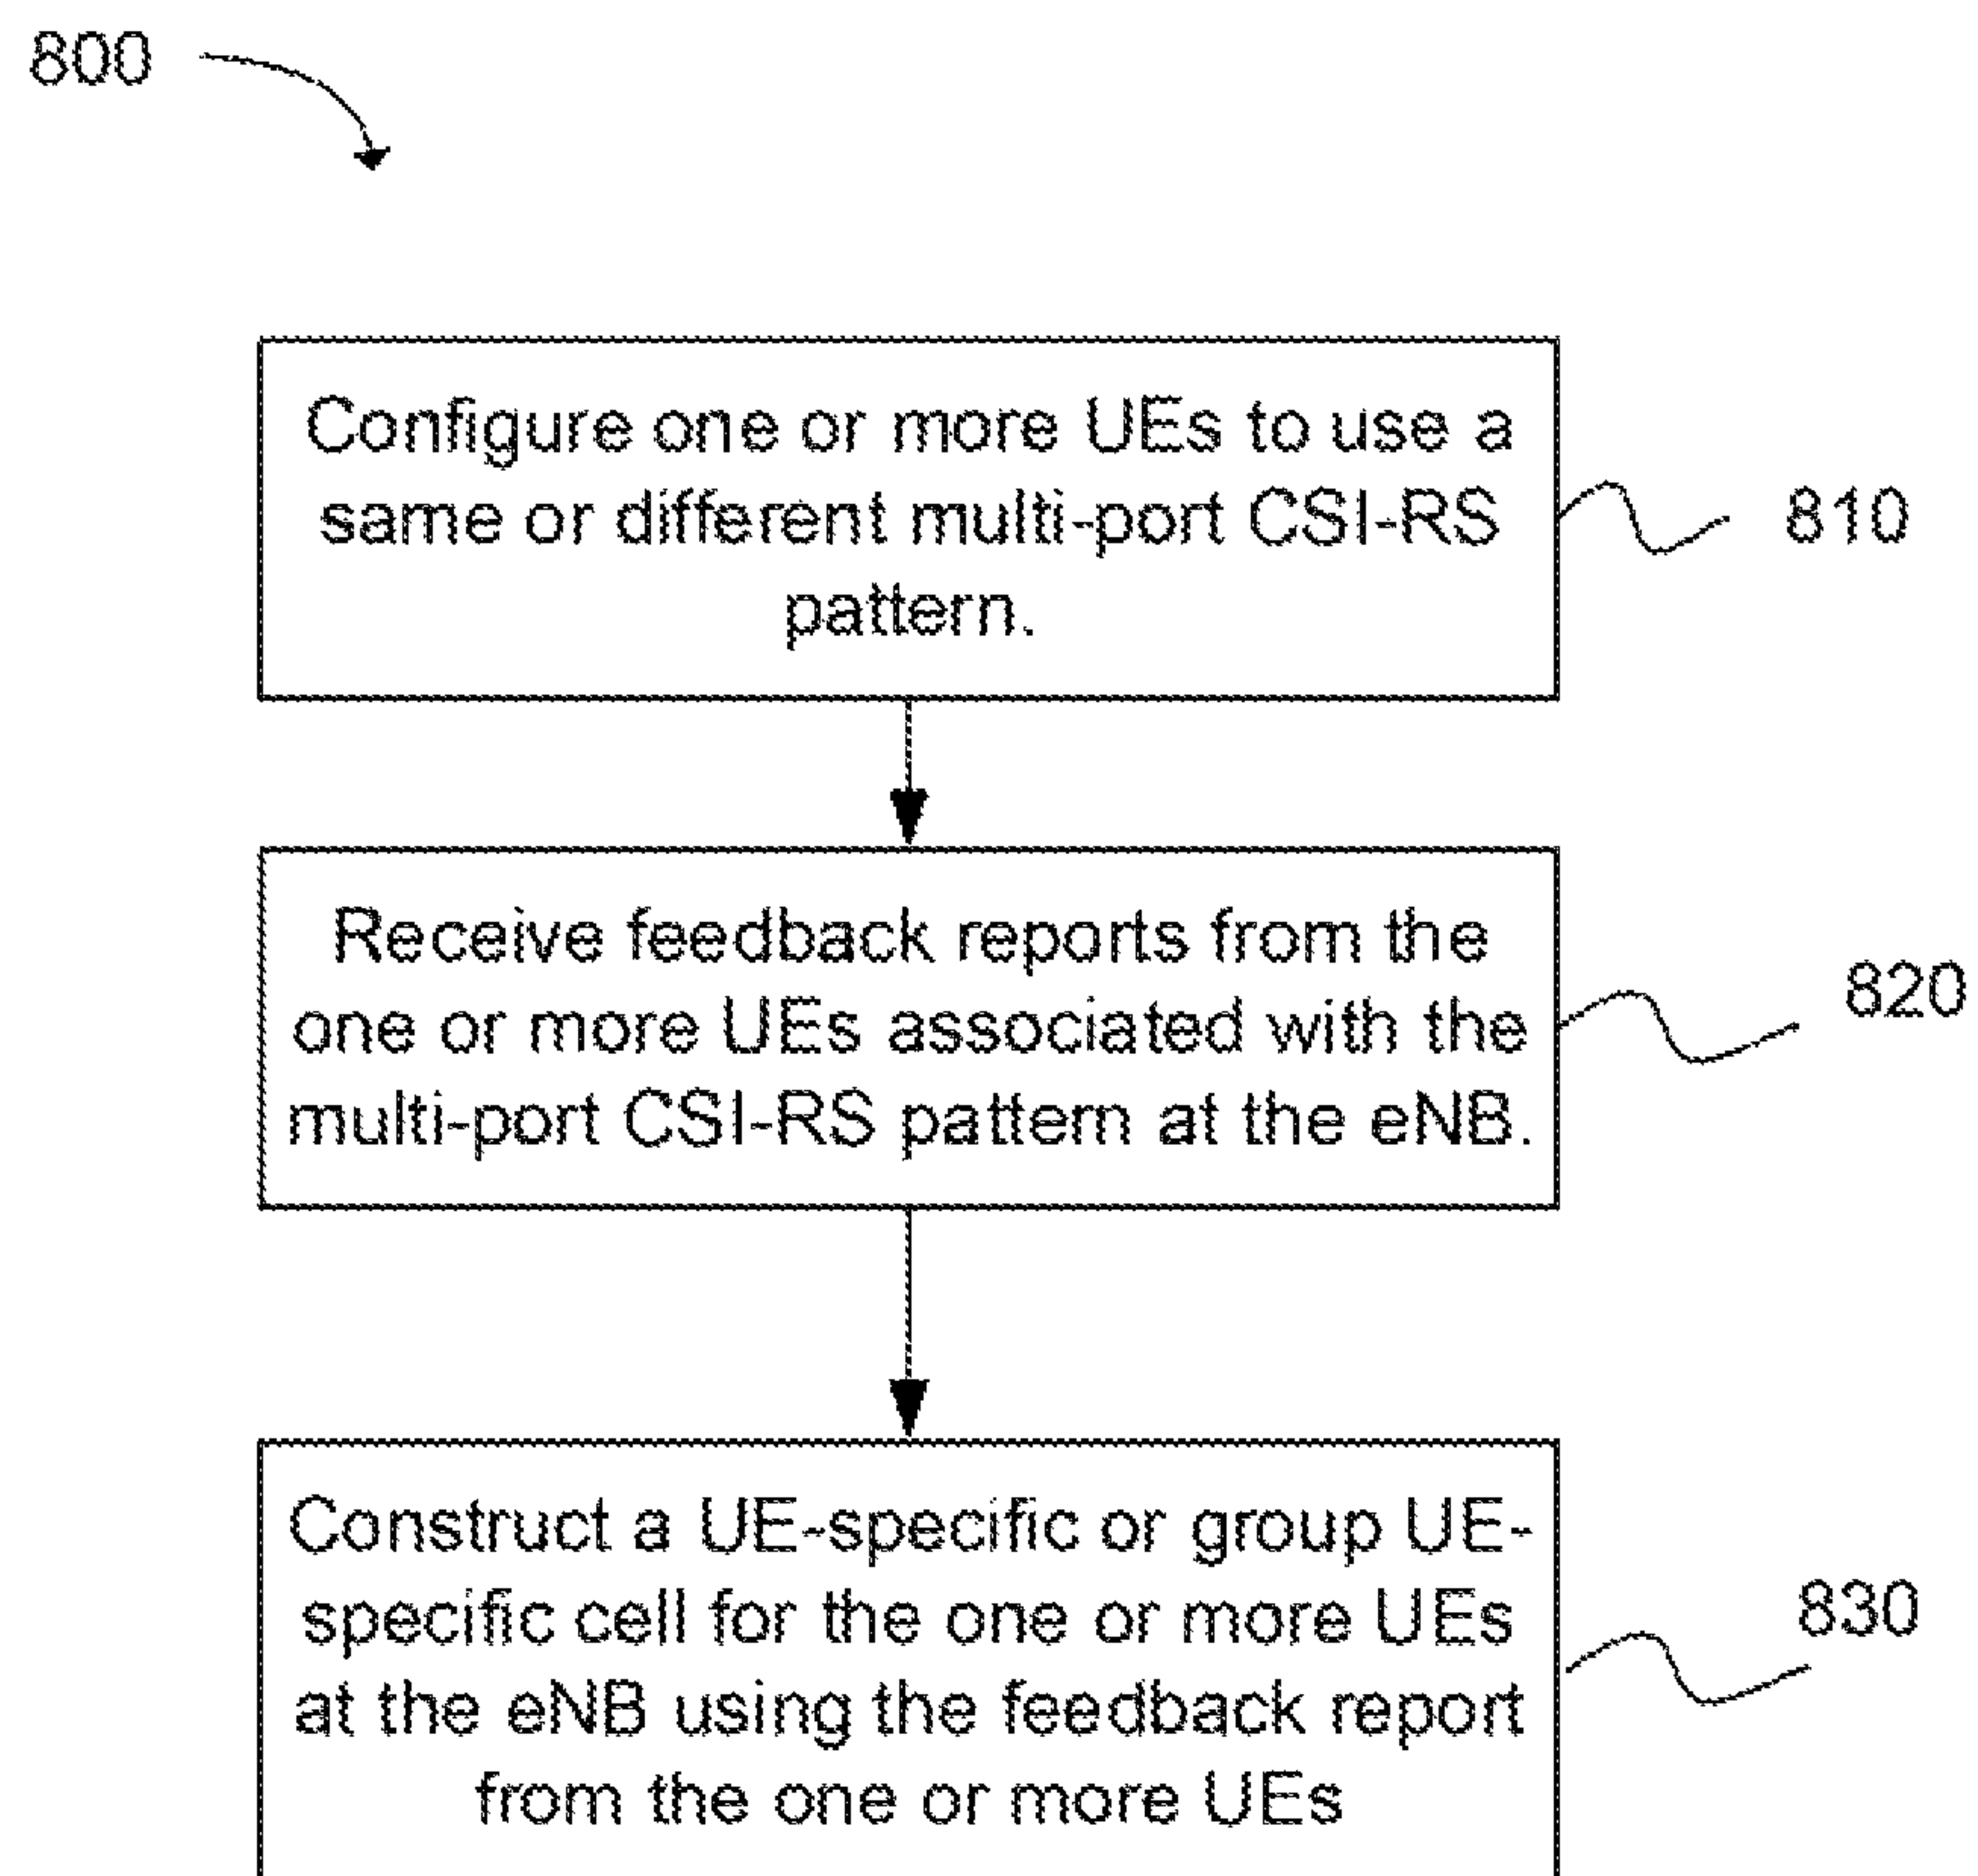 800
Configure one or more UEs to use a
same or different multi-port CSI-RS
pattern.
810
Receive feedback reports from the
one or more UEs associated with the
multi-port CSI-RS pattern at the eNB.
820
Construct a UE-specific or group UE-
specific cell for the one or more UEs
at the eNB using the feedback report
from the one or more UEs
830